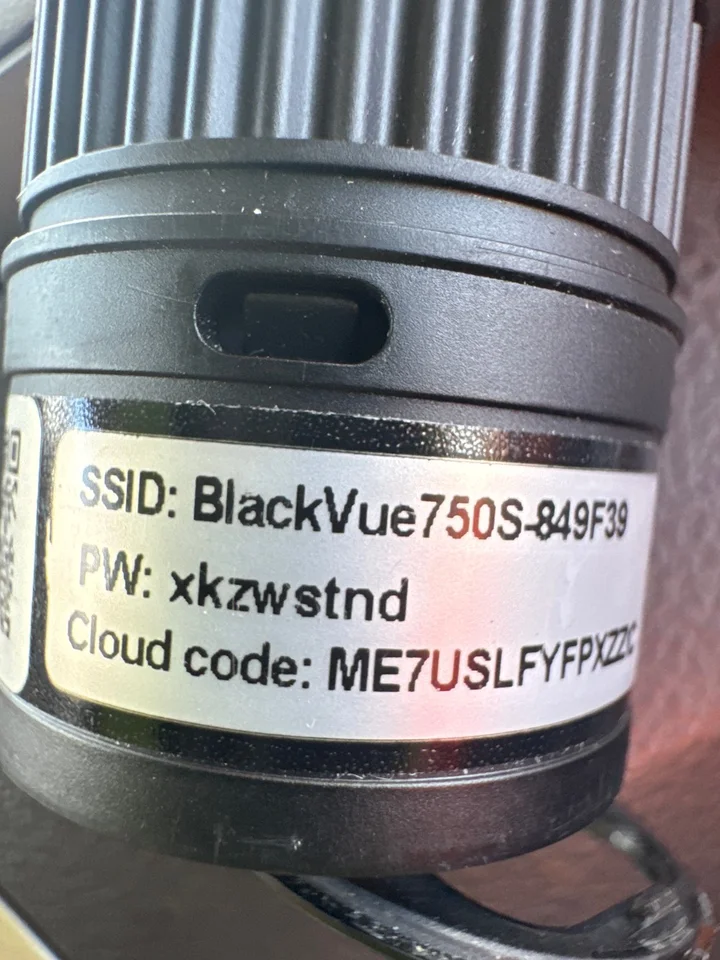 SSID: BlackVue750S-849F39
PW: xkzwstnd
Cloud code: ME7USLFYFPXZZC